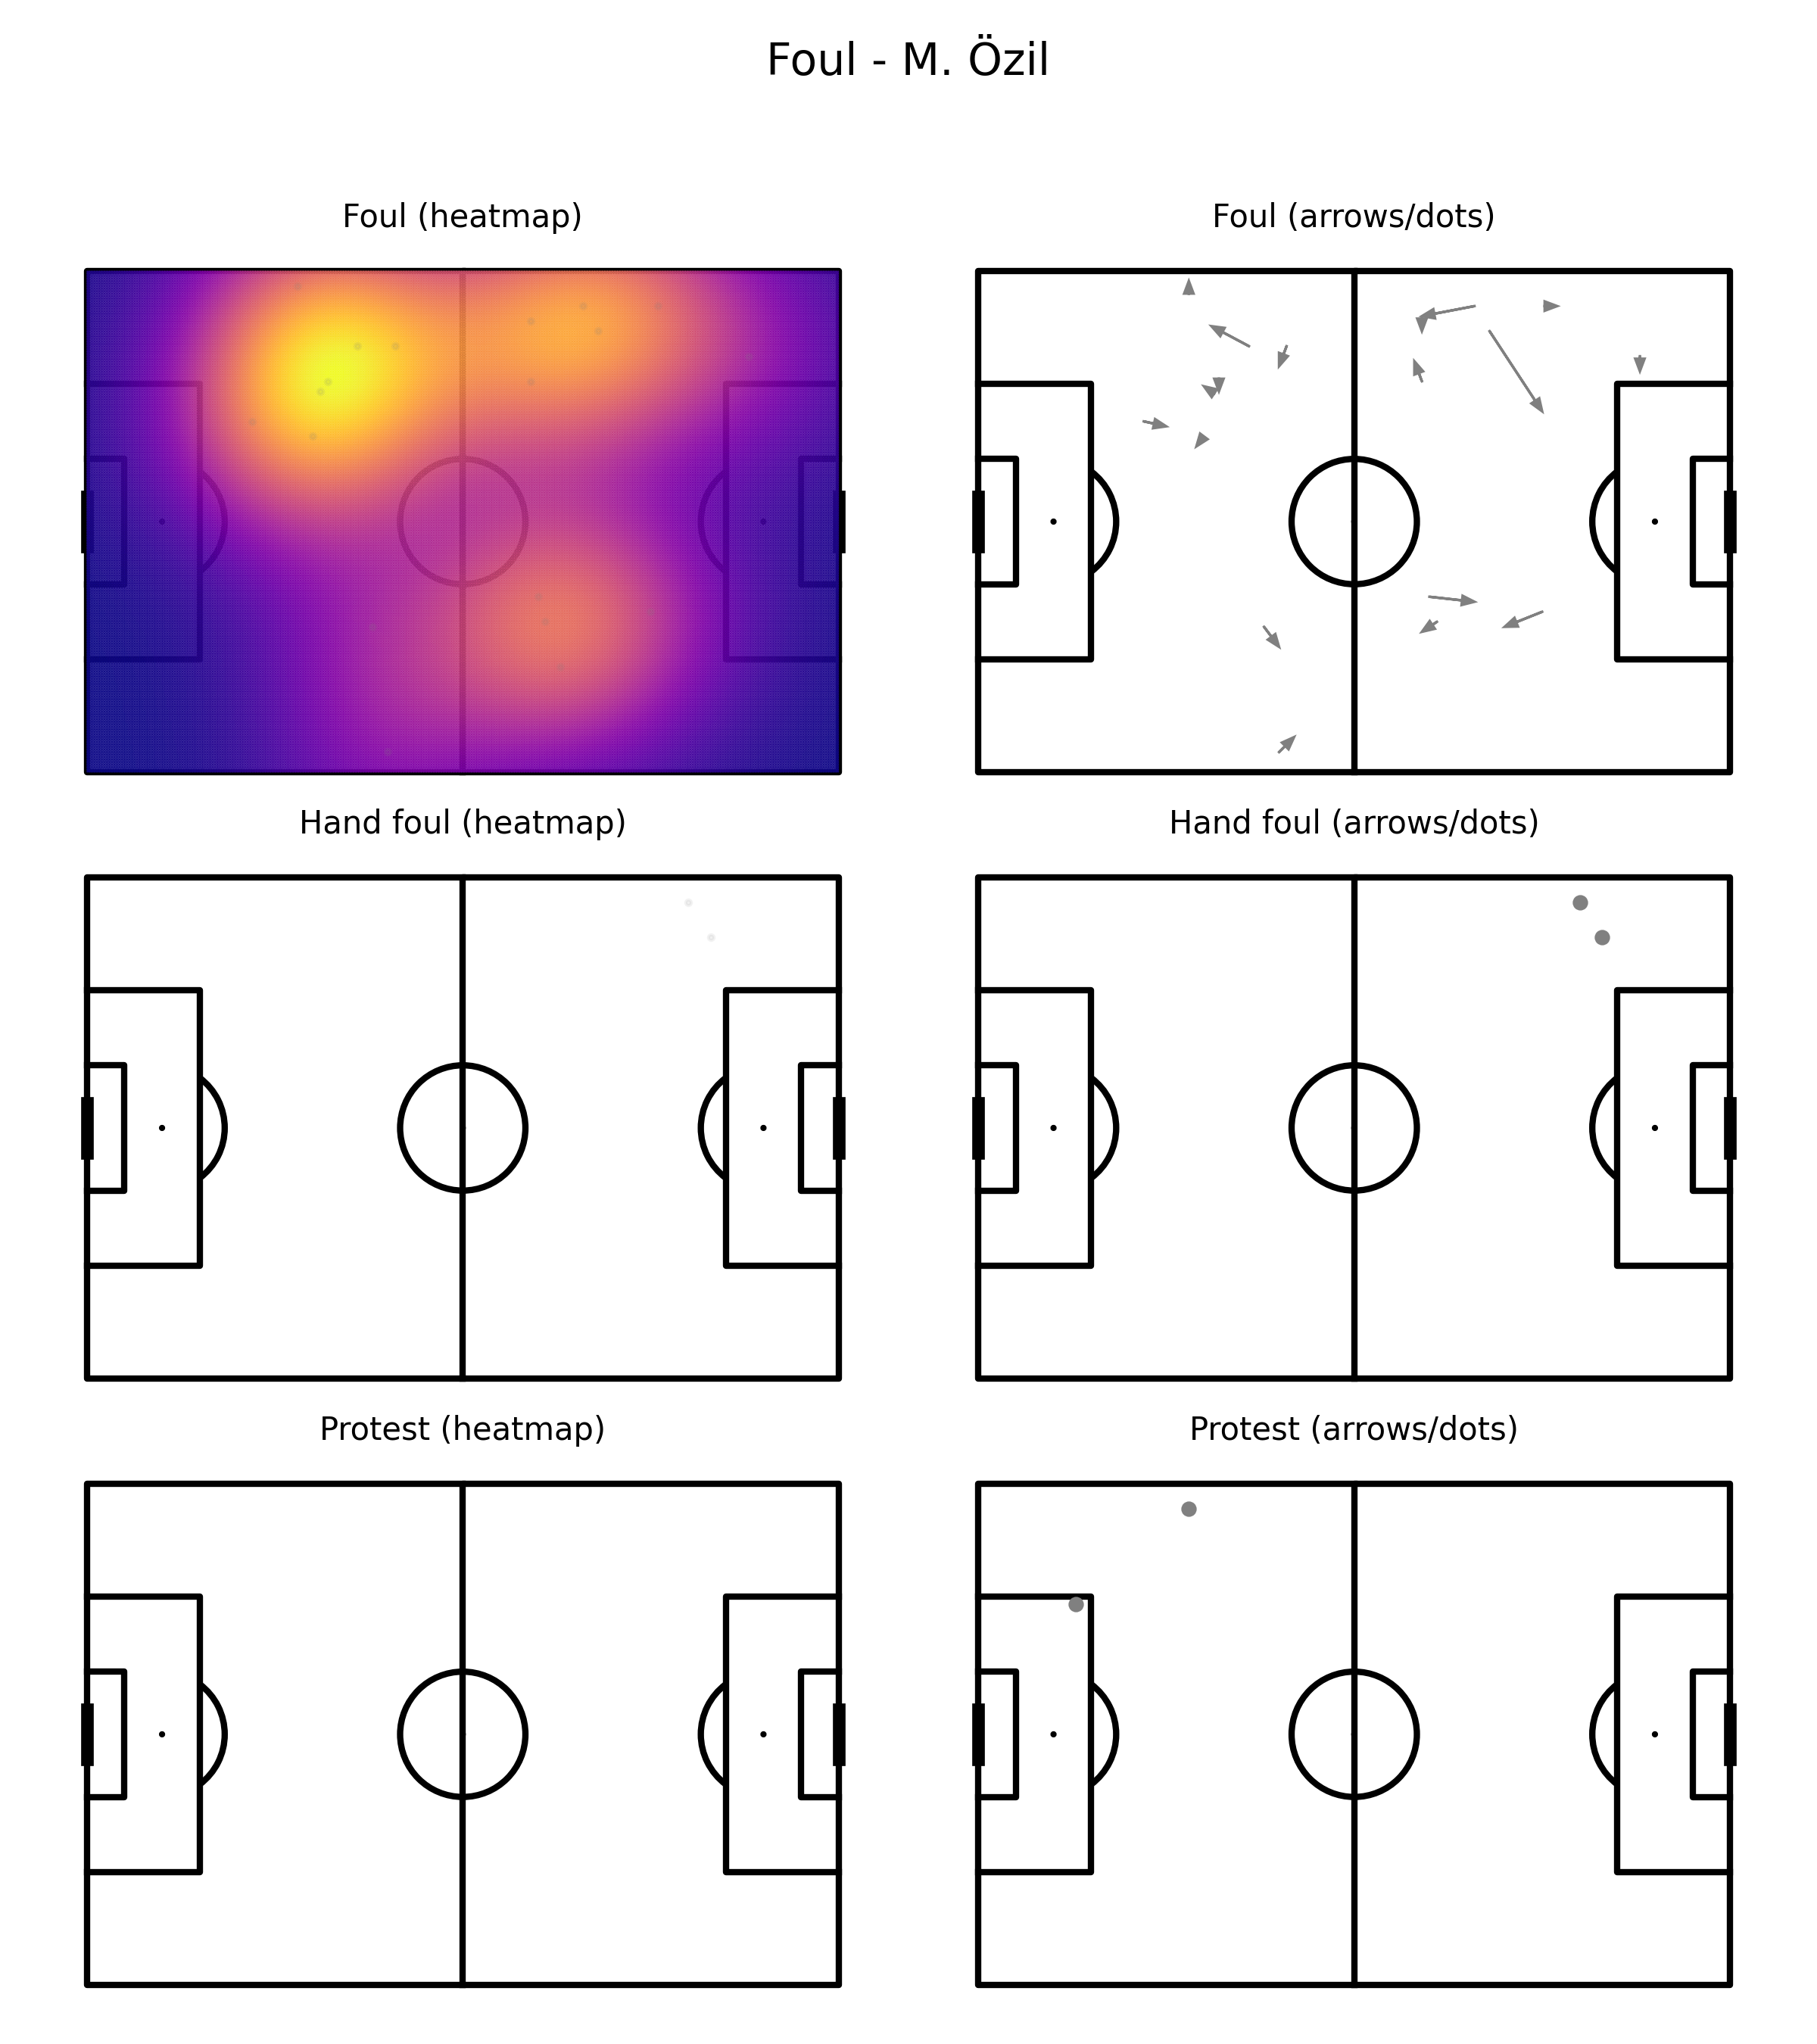 Foul - M. Özil
Foul (heatmap)
Foul (arrows/dots)
Hand foul (heatmap)
Hand foul (arrows/dots)
Protest (heatmap)
Protest (arrows/dots)